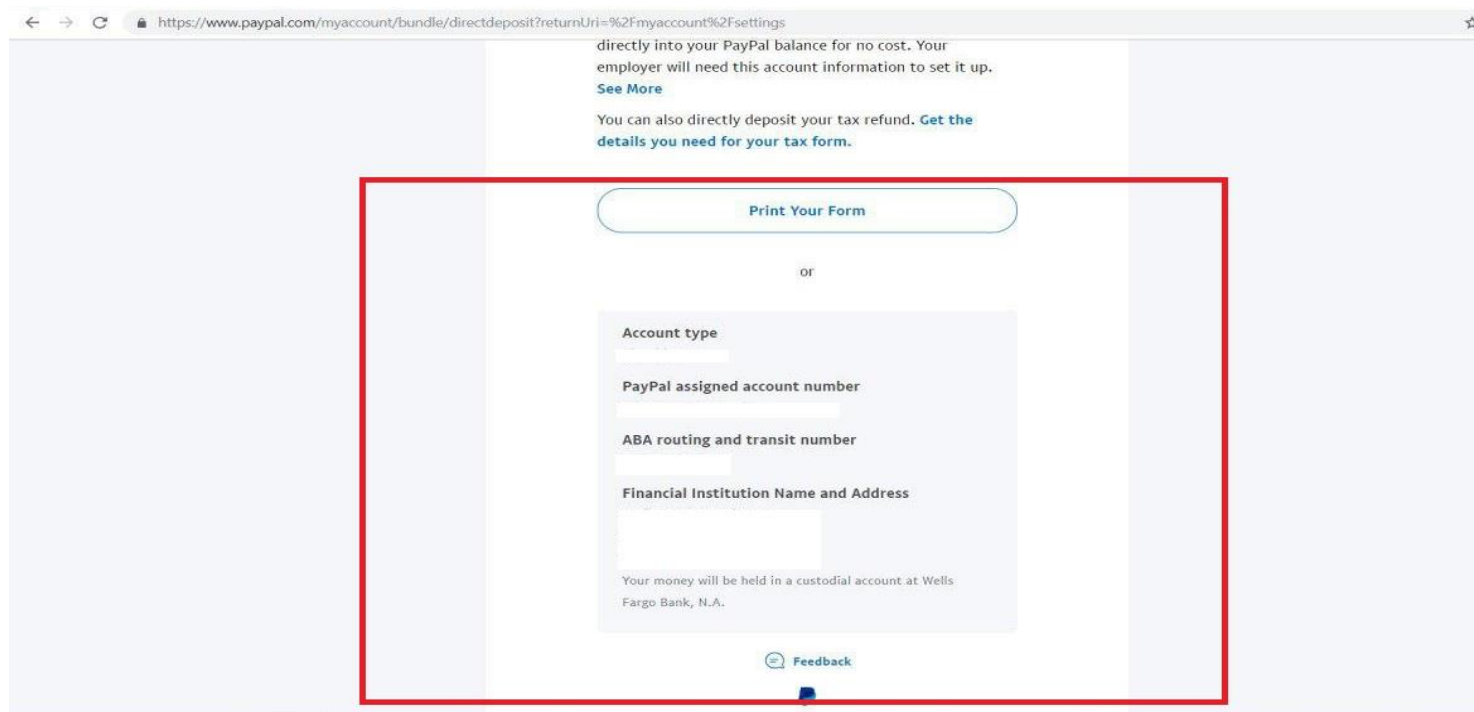 https://www.paypal.com/myaccount/bundle/directdeposit?returnUri=%2Fmyaccount%2Fsettings
directly into your PayPal balance for no cost. Your
employer will need this account information to set it up.
See More
You can also directly deposit your tax refund. Get the
details you need for your tax form.
Print Your Form
or
Account type
PayPal assigned account number
ABA routing and transit number
Financial Institution Name and Address
Your money will be held in a custodial account at Wells
Fargo Bank, N.A.
Feedback